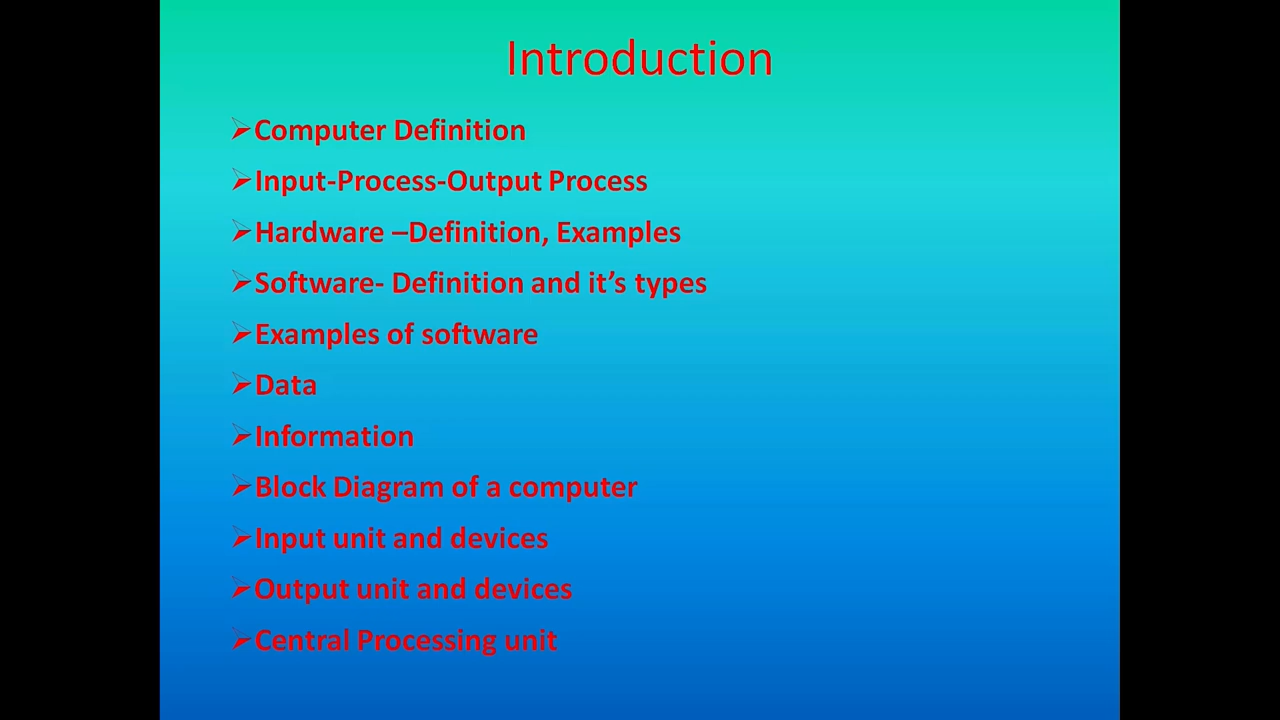 Introduction
➢Computer Definition
➢Input-Process-Output Process
➢Hardware –Definition, Examples
➢Software- Definition and it’s types
➢Examples of software
➢Data
➢Information
➢Block Diagram of a computer
➢Input unit and devices
➢Output unit and devices
➢Central Processing unit